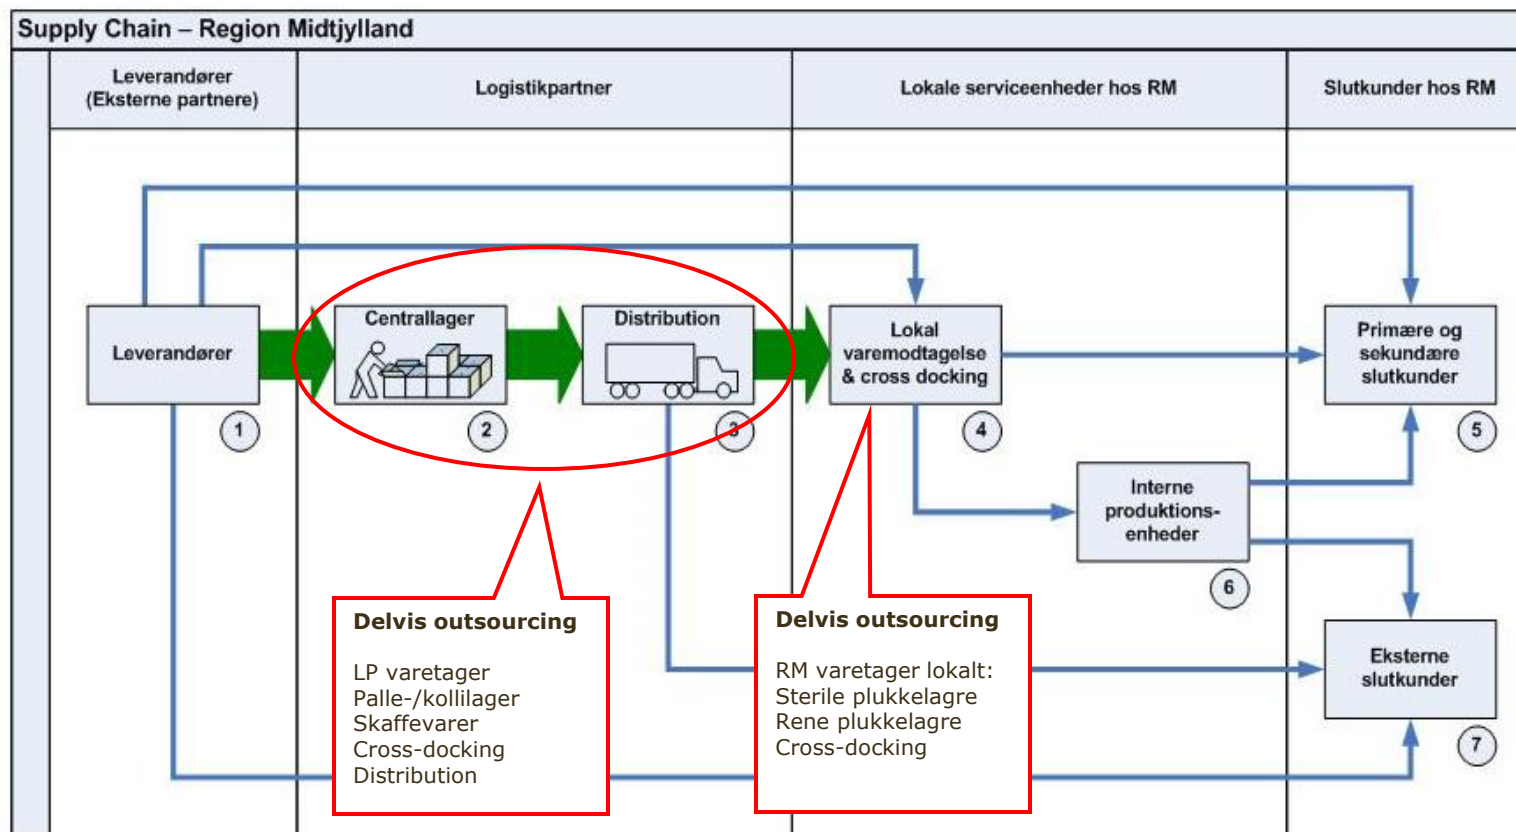 Supply Chain – Region Midtjylland
Leverandører
(Eksterne partnere)
Logistikpartner
Lokale serviceenheder hos RM
Slutkunder hos RM
Leverandører
1
Centrallager
2
Distribution
3
Lokal
varemodtagelse
& cross docking
4
Primære og
sekundære
slutkunder
5
Interne
produktions-
enheder
6
Eksterne
slutkunder
7
Delvis outsourcing
LP varetager
Palle-/kollilager
Skaffevarer
Cross-docking
Distribution
Delvis outsourcing
RM varetager lokalt:
Sterile plukkelagre
Rene plukkelagre
Cross-docking